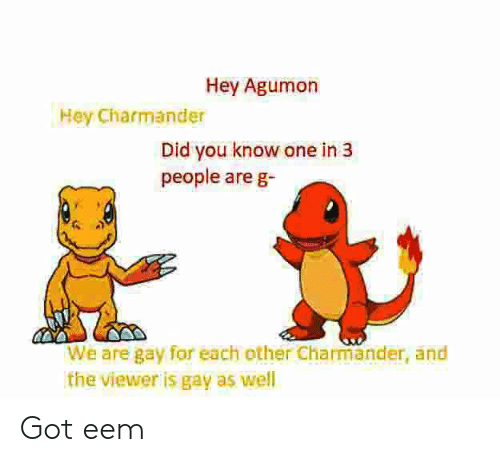 Hey Agumon
Hey Charmander
Did you know one in 3
people are g-
We are gay for each other Charmander, and
the viewer is gay as well
Got eem